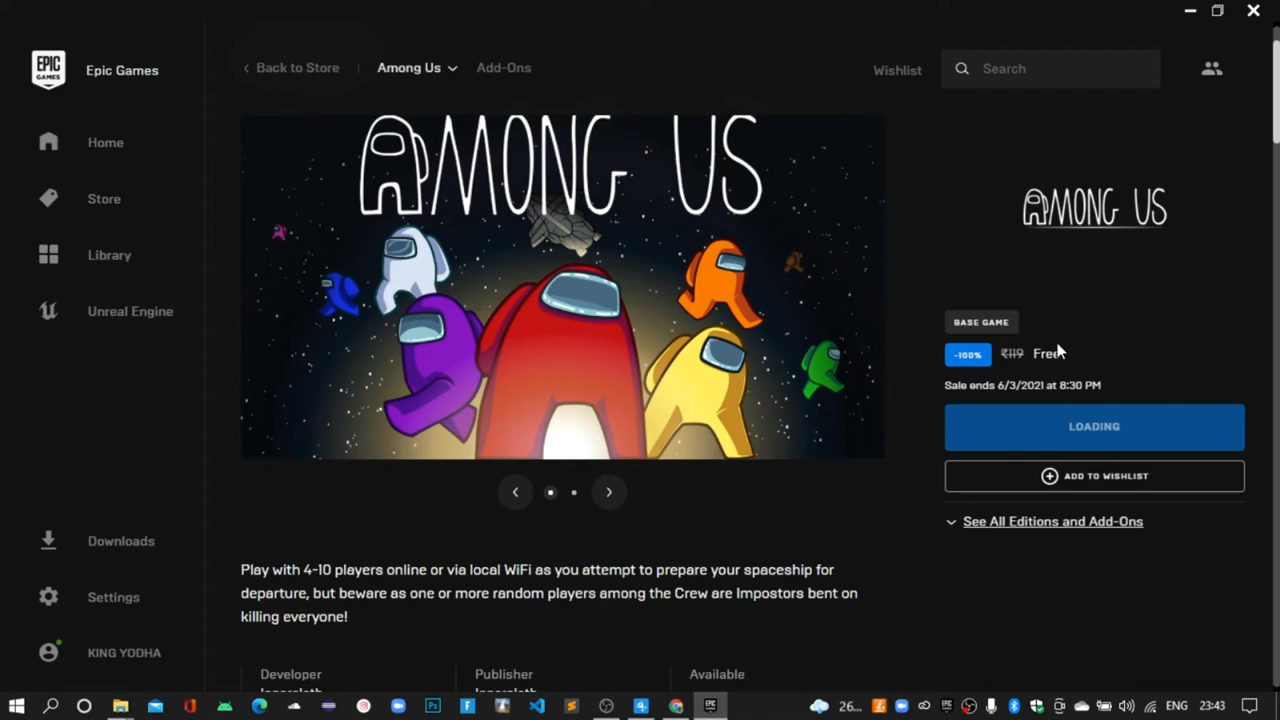 EPIC
GAMES
Epic Games
Back to Store
Among Us
Add-Ons
Wishlist
Search
Home
Store
Library
Unreal Engine
Downloads
Settings
KING YODHA
AMONG US
AMONG US
BASE GAME
-100% ₹119 Free
Sale ends 6/3/2021 at 8:30 PM
LOADING
ADD TO WISHLIST
See All Editions and Add-Ons
Play with 4-10 players online or via local WiFi as you attempt to prepare your spaceship for
departure, but beware as one or more random players among the Crew are Impostors bent on
killing everyone!
Developer
Publisher
Available
Ps
26...
ENG
23:43